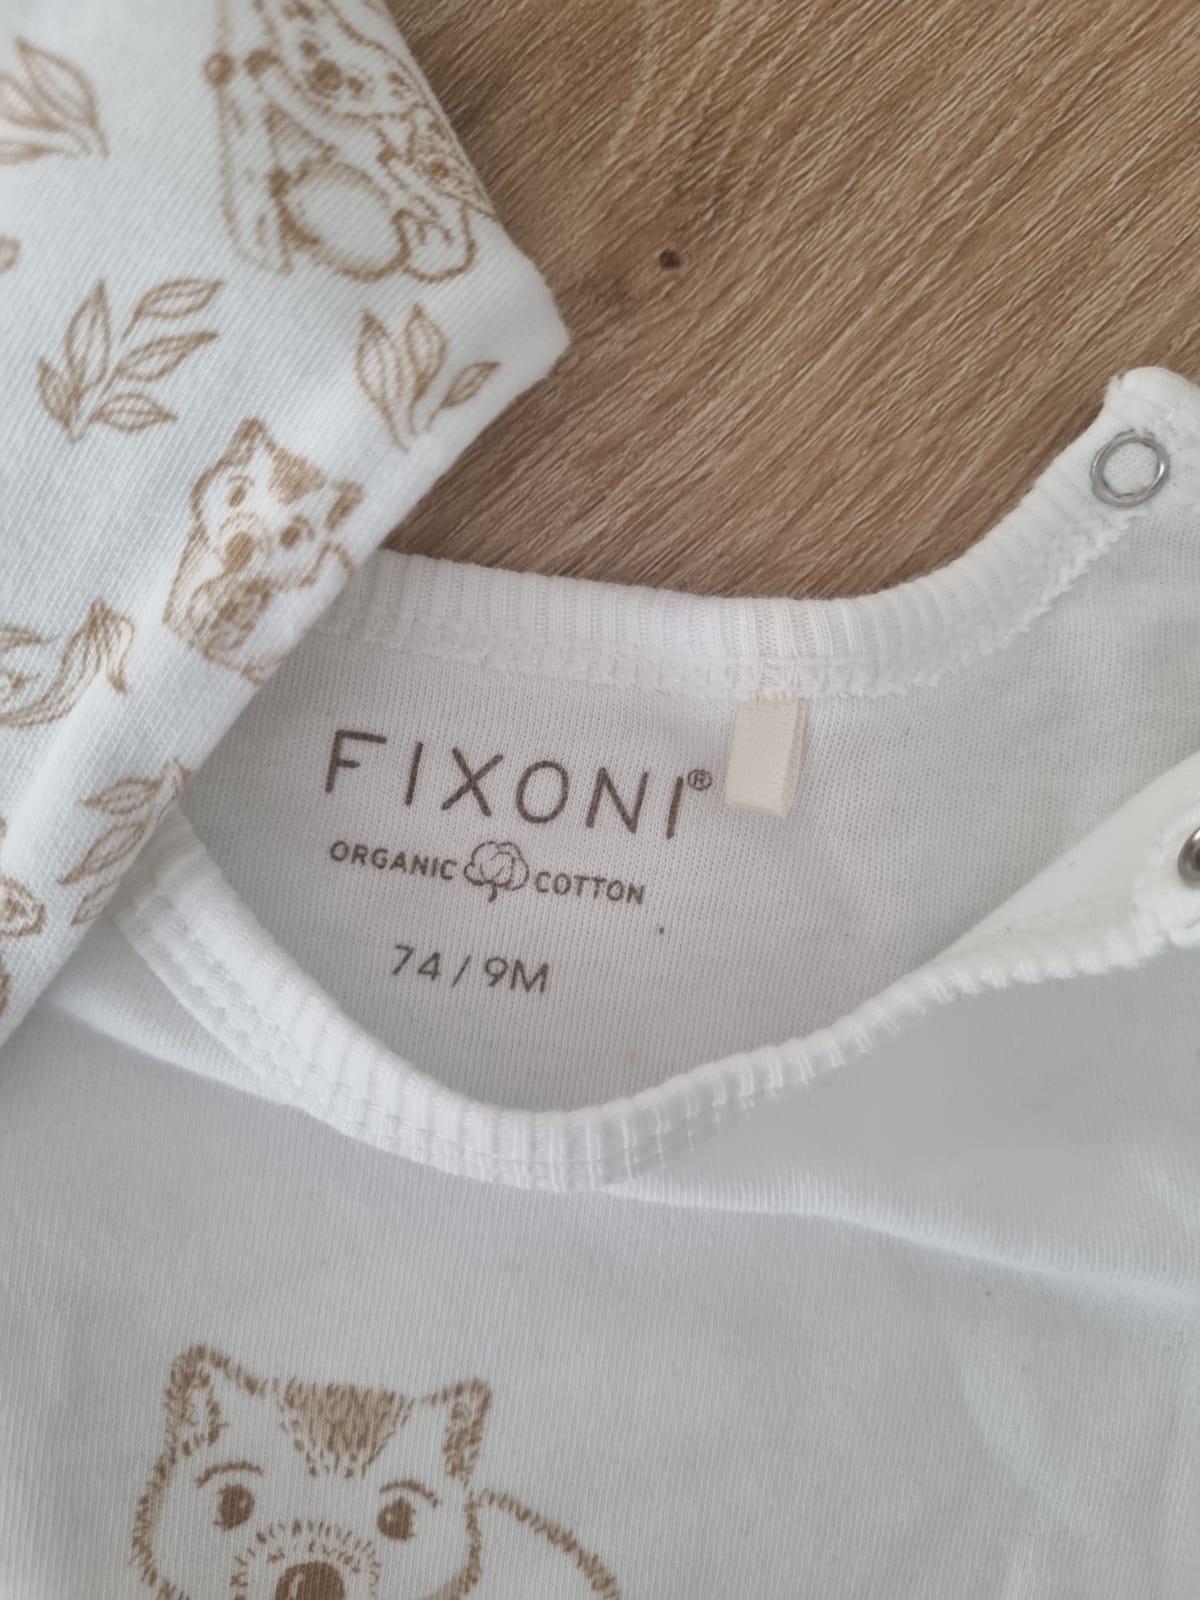 FIXONI®
ORGANIC COTTON
74 / 9M